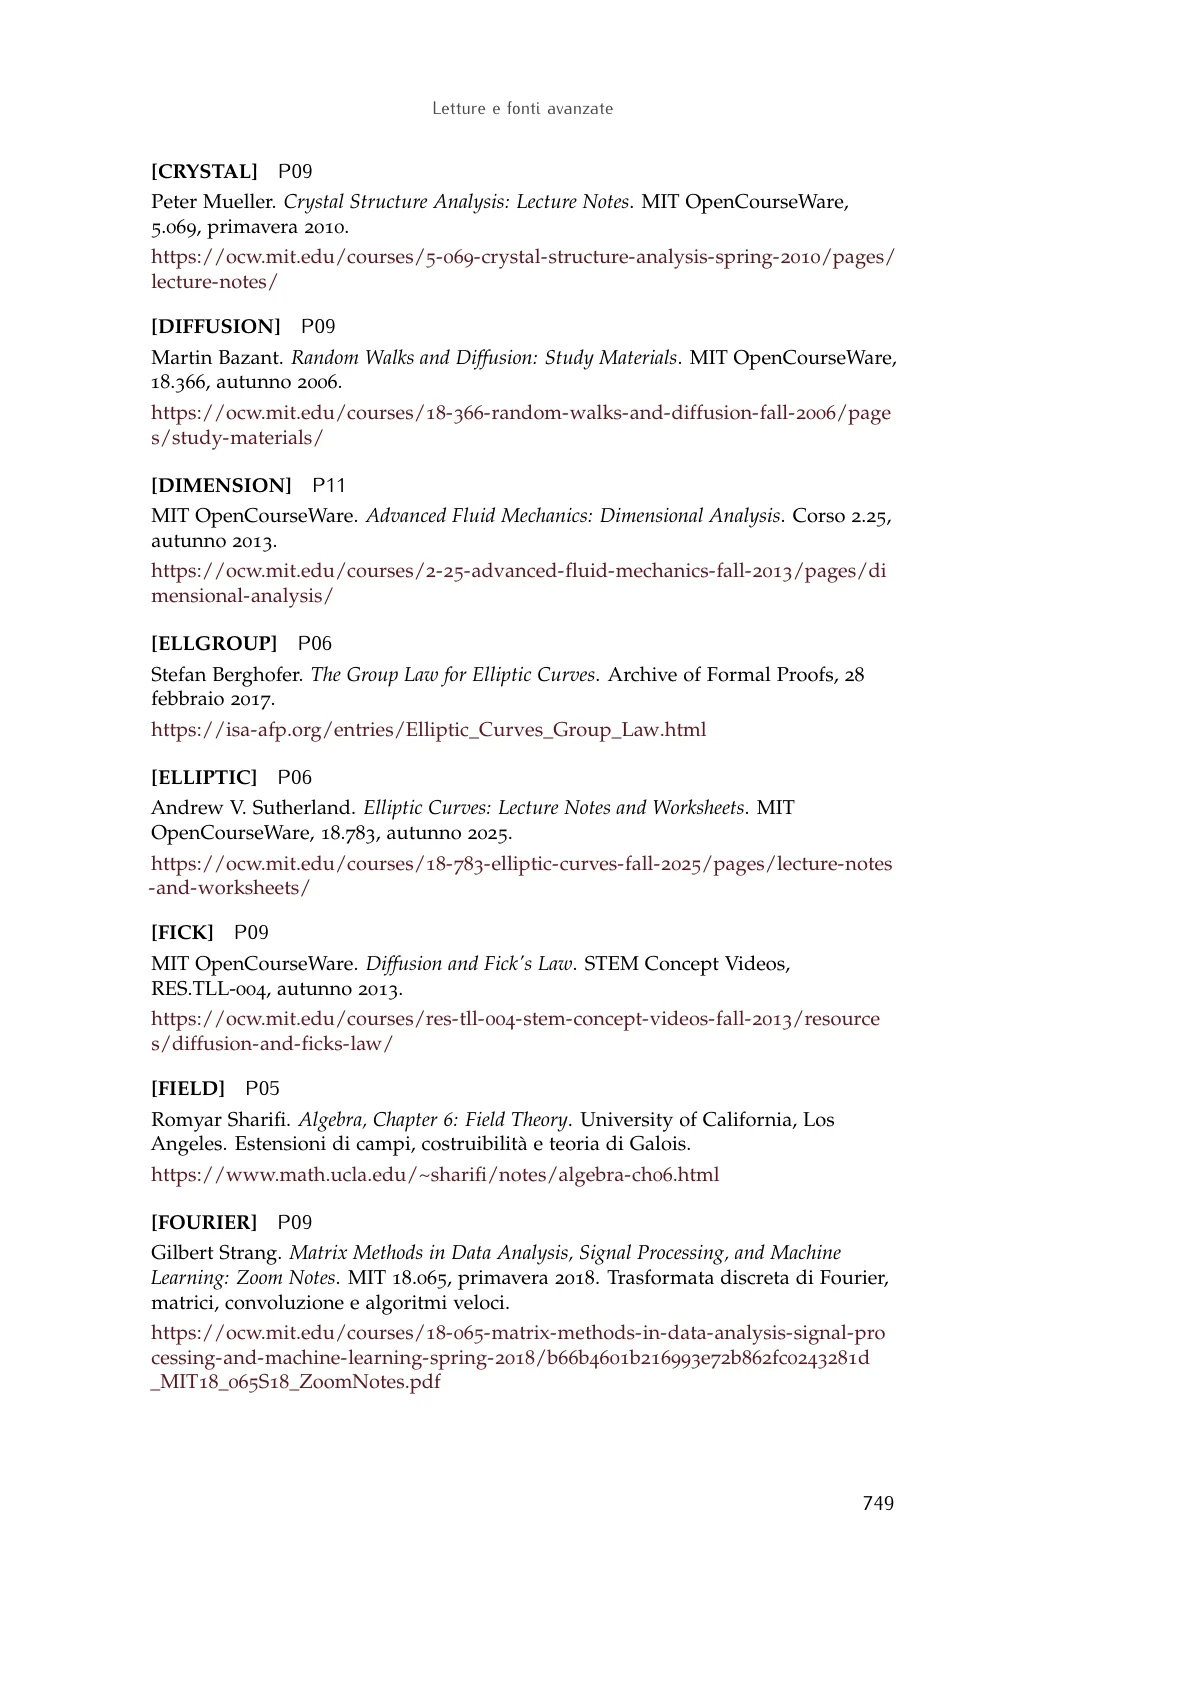 Letture e fonti avanzate
[CRYSTAL] P09
Peter Mueller. Crystal Structure Analysis: Lecture Notes. MIT OpenCourseWare,
5.069, primavera 2010.
https://ocw.mit.edu/courses/5-069-crystal-structure-analysis-spring-2010/pages/
lecture-notes/
[DIFFUSION] P09
Martin Bazant. Random Walks and Diffusion: Study Materials. MIT OpenCourseWare,
18.366, autunno 2006.
https://ocw.mit.edu/courses/18-366-random-walks-and-diffusion-fall-2006/page
s/study-materials/
[DIMENSION] P11
MIT OpenCourseWare. Advanced Fluid Mechanics: Dimensional Analysis. Corso 2.25,
autunno 2013.
https://ocw.mit.edu/courses/2-25-advanced-fluid-mechanics-fall-2013/pages/di
mensional-analysis/
[ELLGROUP] P06
Stefan Berghofer. The Group Law for Elliptic Curves. Archive of Formal Proofs, 28
febbraio 2017.
https://isa-afp.org/entries/Elliptic_Curves_Group_Law.html
[ELLIPTIC] P06
Andrew V. Sutherland. Elliptic Curves: Lecture Notes and Worksheets. MIT
OpenCourseWare, 18.783, autunno 2025.
https://ocw.mit.edu/courses/18-783-elliptic-curves-fall-2025/pages/lecture-notes
-and-worksheets/
[FICK] P09
MIT OpenCourseWare. Diffusion and Fick's Law. STEM Concept Videos,
RES.TLL-004, autunno 2013.
https://ocw.mit.edu/courses/res-tll-004-stem-concept-videos-fall-2013/resource
s/diffusion-and-ficks-law/
[FIELD] P05
Romyar Sharifi. Algebra, Chapter 6: Field Theory. University of California, Los
Angeles. Estensioni di campi, costruibilità e teoria di Galois.
https://www.math.ucla.edu/~sharifi/notes/algebra-ch06.html
[FOURIER] P09
Gilbert Strang. Matrix Methods in Data Analysis, Signal Processing, and Machine
Learning: Zoom Notes. MIT 18.065, primavera 2018. Trasformata discreta di Fourier,
matrici, convoluzione e algoritmi veloci.
https://ocw.mit.edu/courses/18-065-matrix-methods-in-data-analysis-signal-pro
cessing-and-machine-learning-spring-2018/b66b4601b216993e72b862fc0243281d
_MIT18_065S18_ZoomNotes.pdf
749